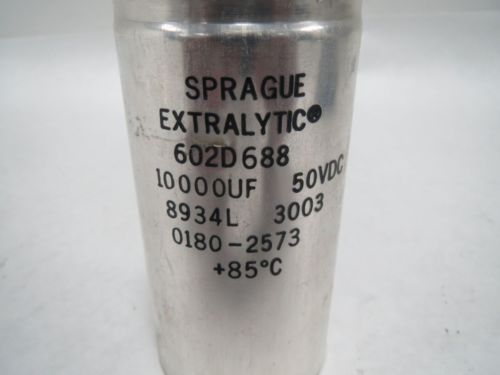 SPRAGUE
EXTRALYTIC®
602D688
10000UF 50VDC
8934L 3003
0180-2573
+85°C